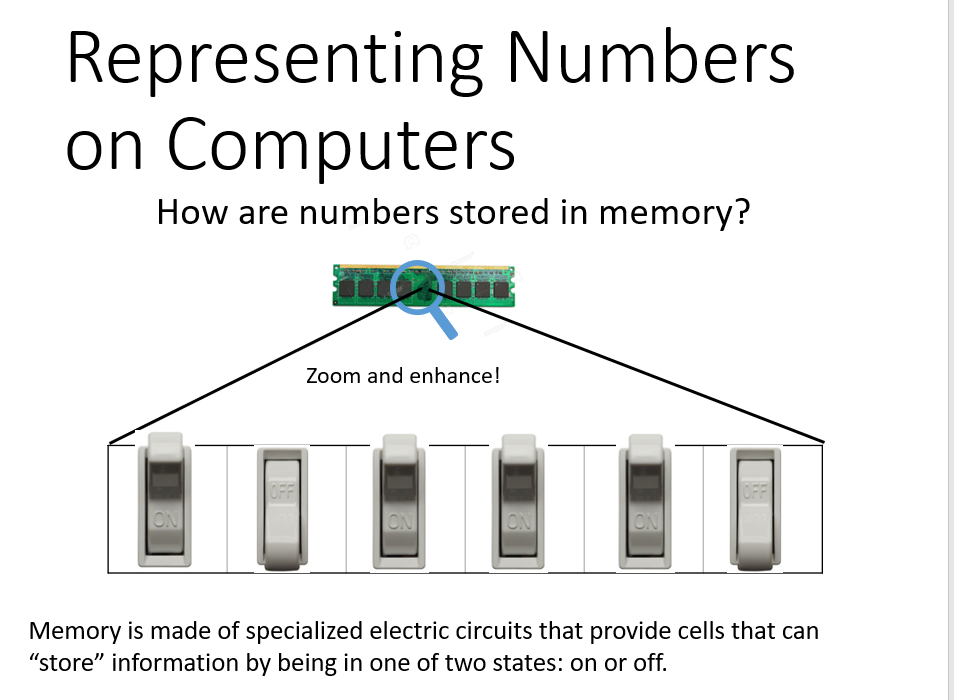 Representing Numbers
on Computers
How are numbers stored in memory?
Zoom and enhance!
ON OFF ON ON ON OFF
Memory is made of specialized electric circuits that provide cells that can
“store” information by being in one of two states: on or off.